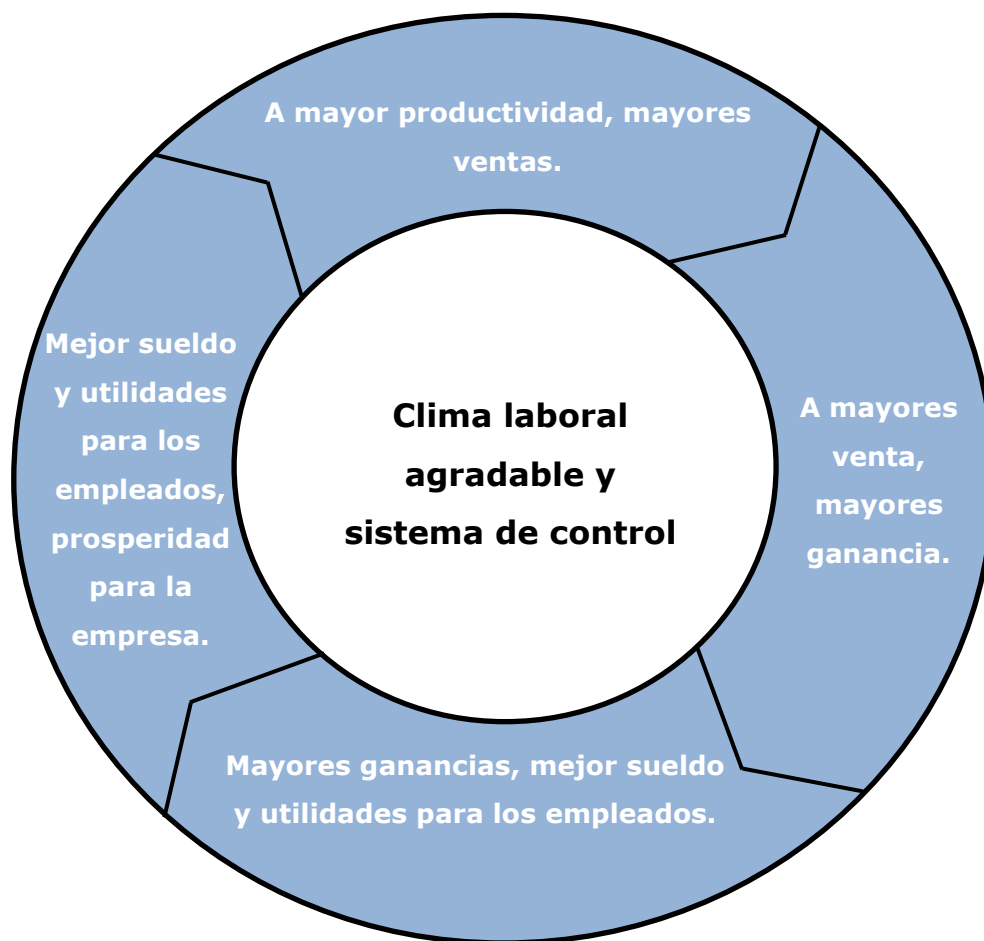 A mayor productividad, mayores
ventas.
A mayores
venta,
mayores
ganancia.
Mayores ganancias, mejor sueldo
y utilidades para los empleados.
Mejor sueldo
y utilidades
para los
empleados,
prosperidad
para la
empresa.
Clima laboral
agradable y
sistema de control